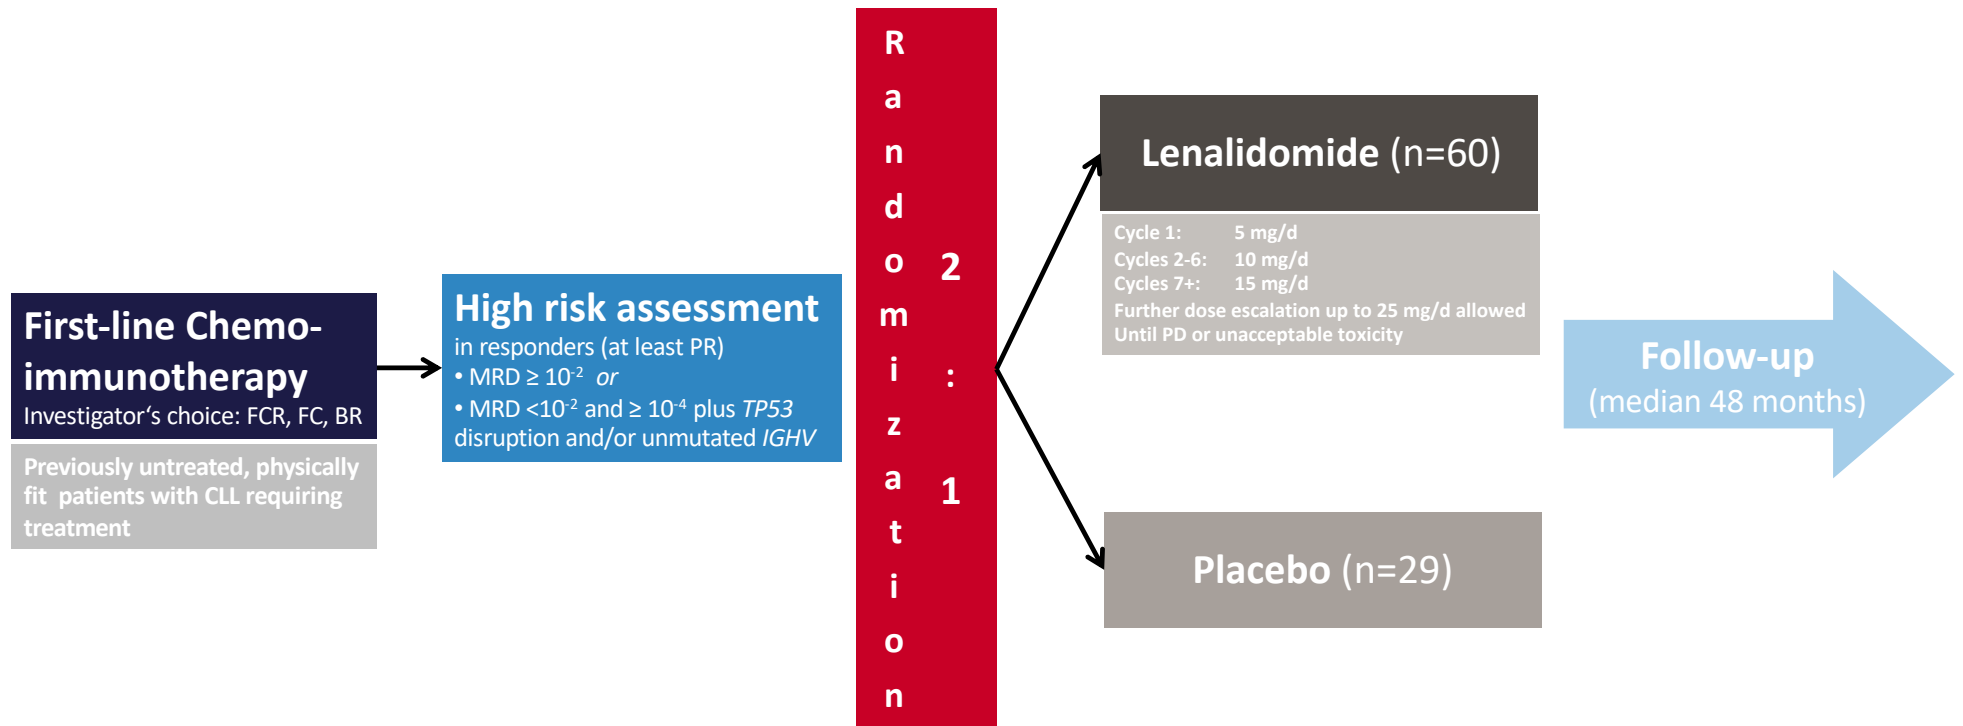 First-line Chemo-
immunotherapy
Investigator‘s choice: FCR, FC, BR
Previously untreated, physically
fit patients with CLL requiring
treatment
High risk assessment
in responders (at least PR)
• MRD ≥ 10⁻² or
• MRD <10⁻² and ≥ 10⁻⁴ plus TP53
disruption and/or unmutated IGHV
Randomization
2:1
Lenalidomide (n=60)
Cycle 1: 5 mg/d
Cycles 2-6: 10 mg/d
Cycles 7+: 15 mg/d
Further dose escalation up to 25 mg/d allowed
Until PD or unacceptable toxicity
Placebo (n=29)
Follow-up
(median 48 months)